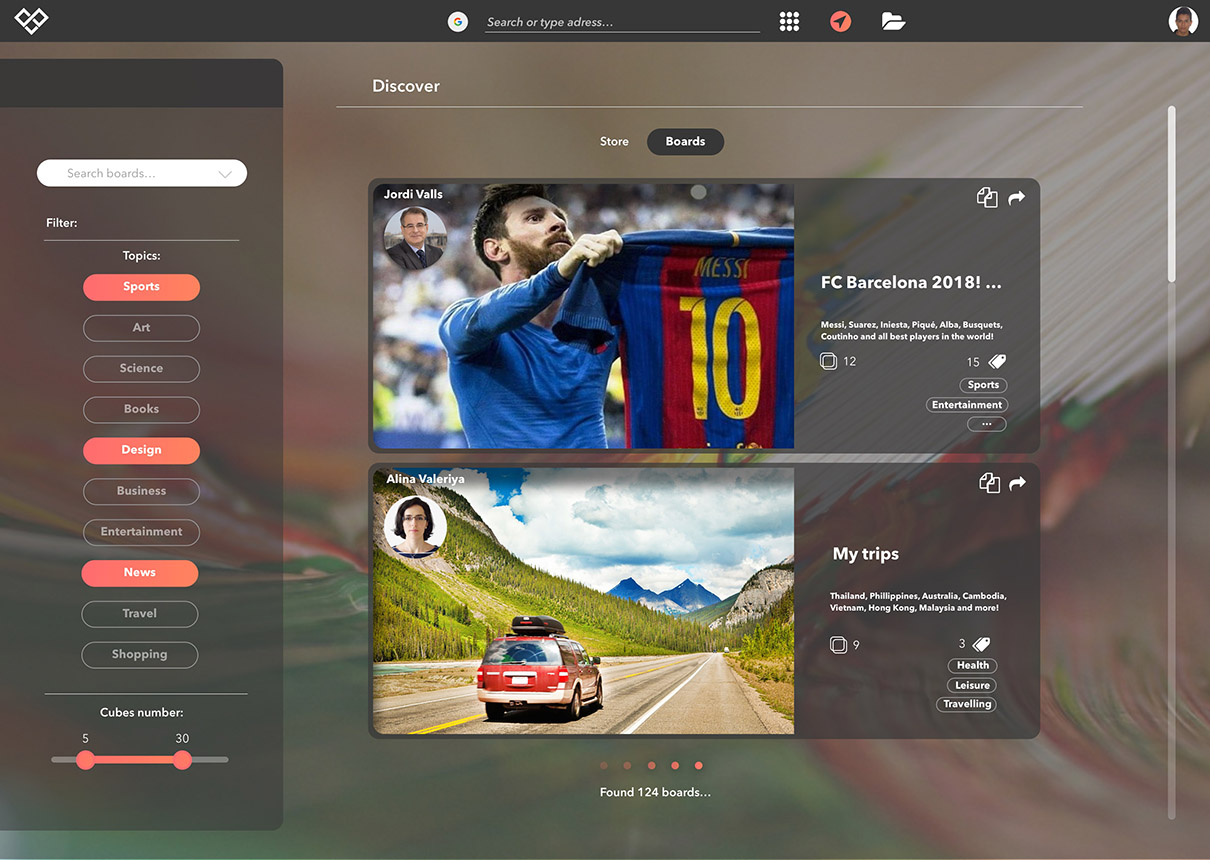 Search or type adress...
Discover
Store
Boards
Search boards...
Filter:
Topics:
Sports
Art
Science
Books
Design
Business
Entertainment
News
Travel
Shopping
Cubes number:
5
30
Jordi Valls
MESSI
10
FC Barcelona 2018! ...
Messi, Suarez, Iniesta, Piqué, Alba, Busquets,
Coutinho and all best players in the world!
12
15
Sports
Entertainment
...
Alina Valeriya
My trips
Thailand, Phillippines, Australia, Cambodia,
Vietnam, Hong Kong, Malaysia and more!
9
3
Health
Leisure
Travelling
Found 124 boards...